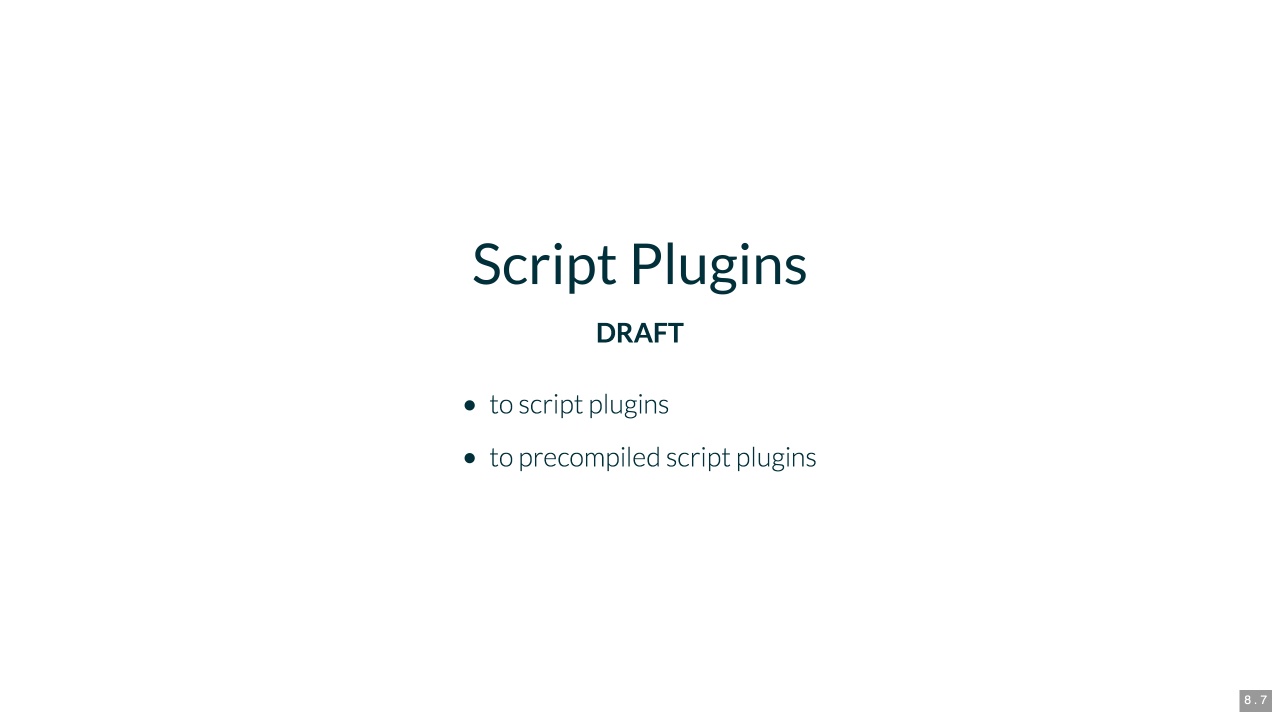 Script Plugins
DRAFT
• to script plugins
• to precompiled script plugins
8 . 7